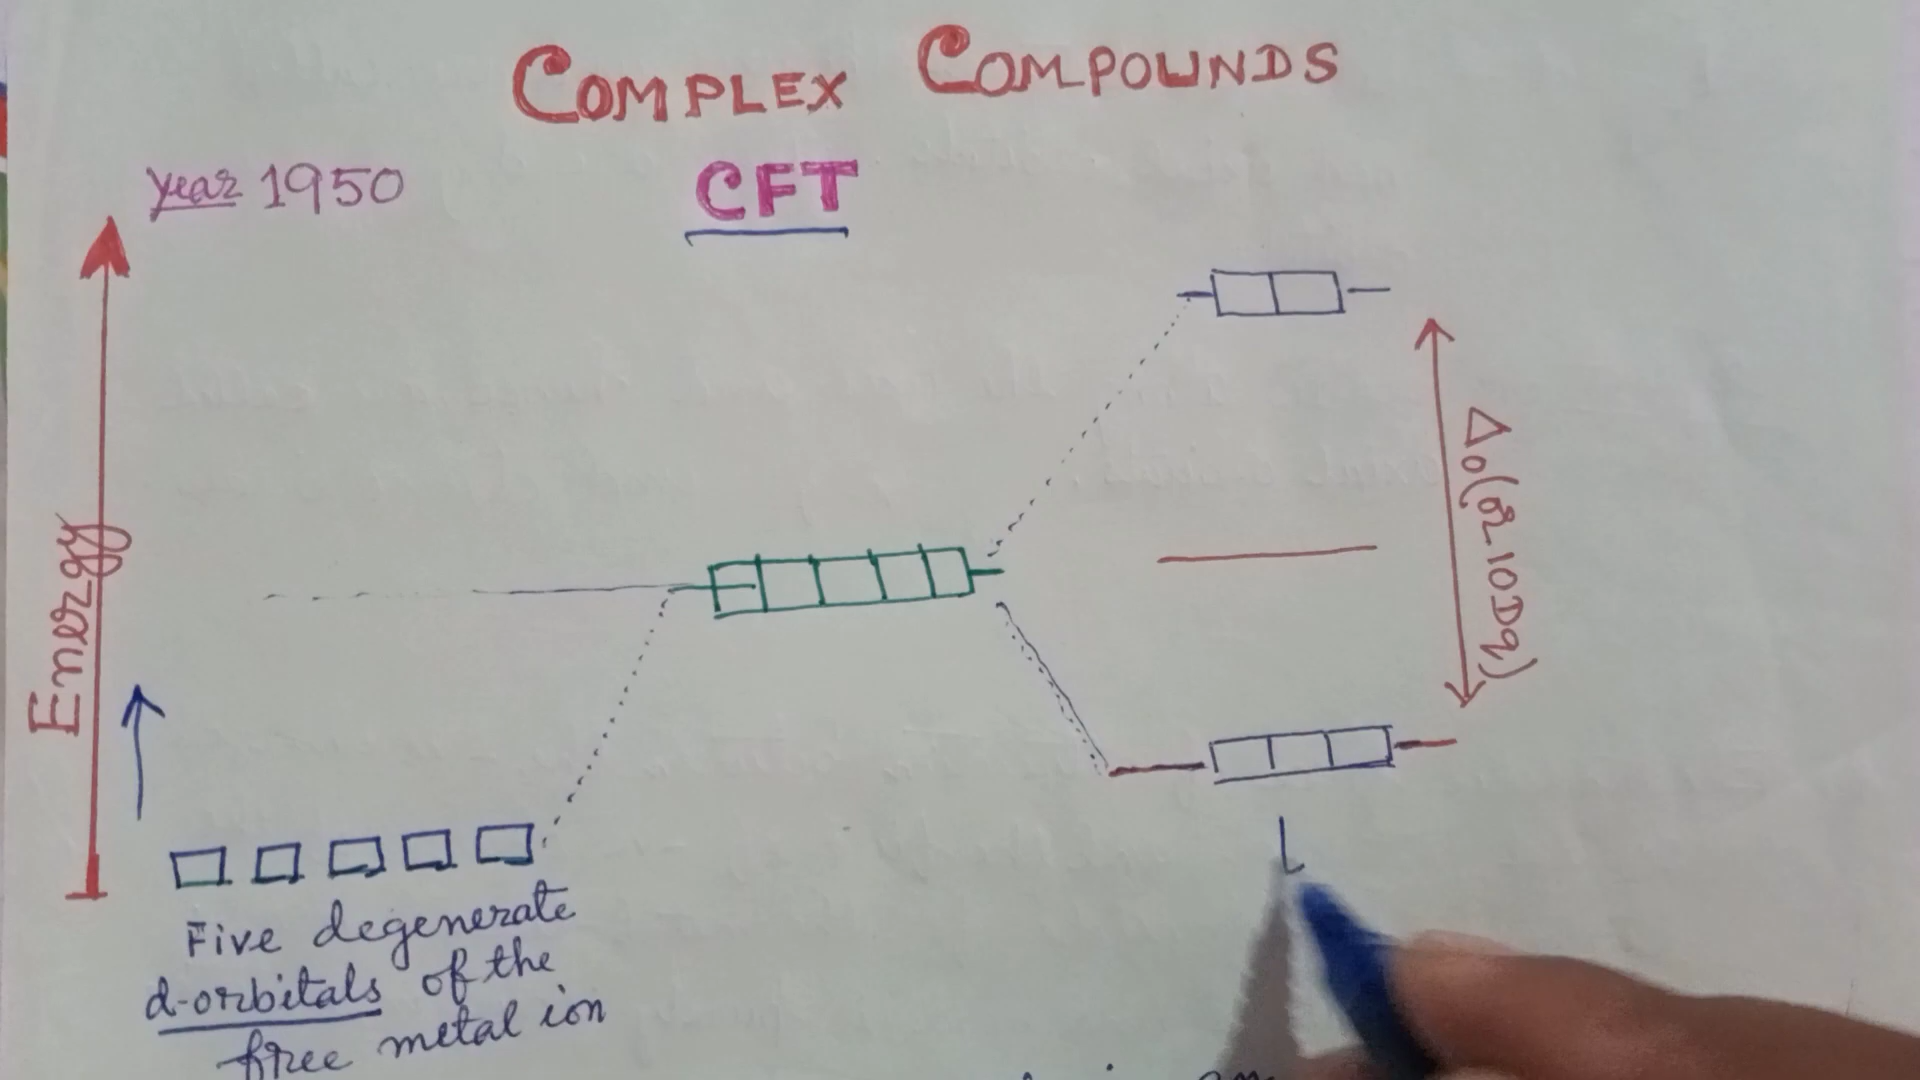 COMPLEX COMPOUNDS
year 1950
CFT
Energy
Δo (or 10Dq)
t
Five degenerate
d-orbitals of the
free metal ion